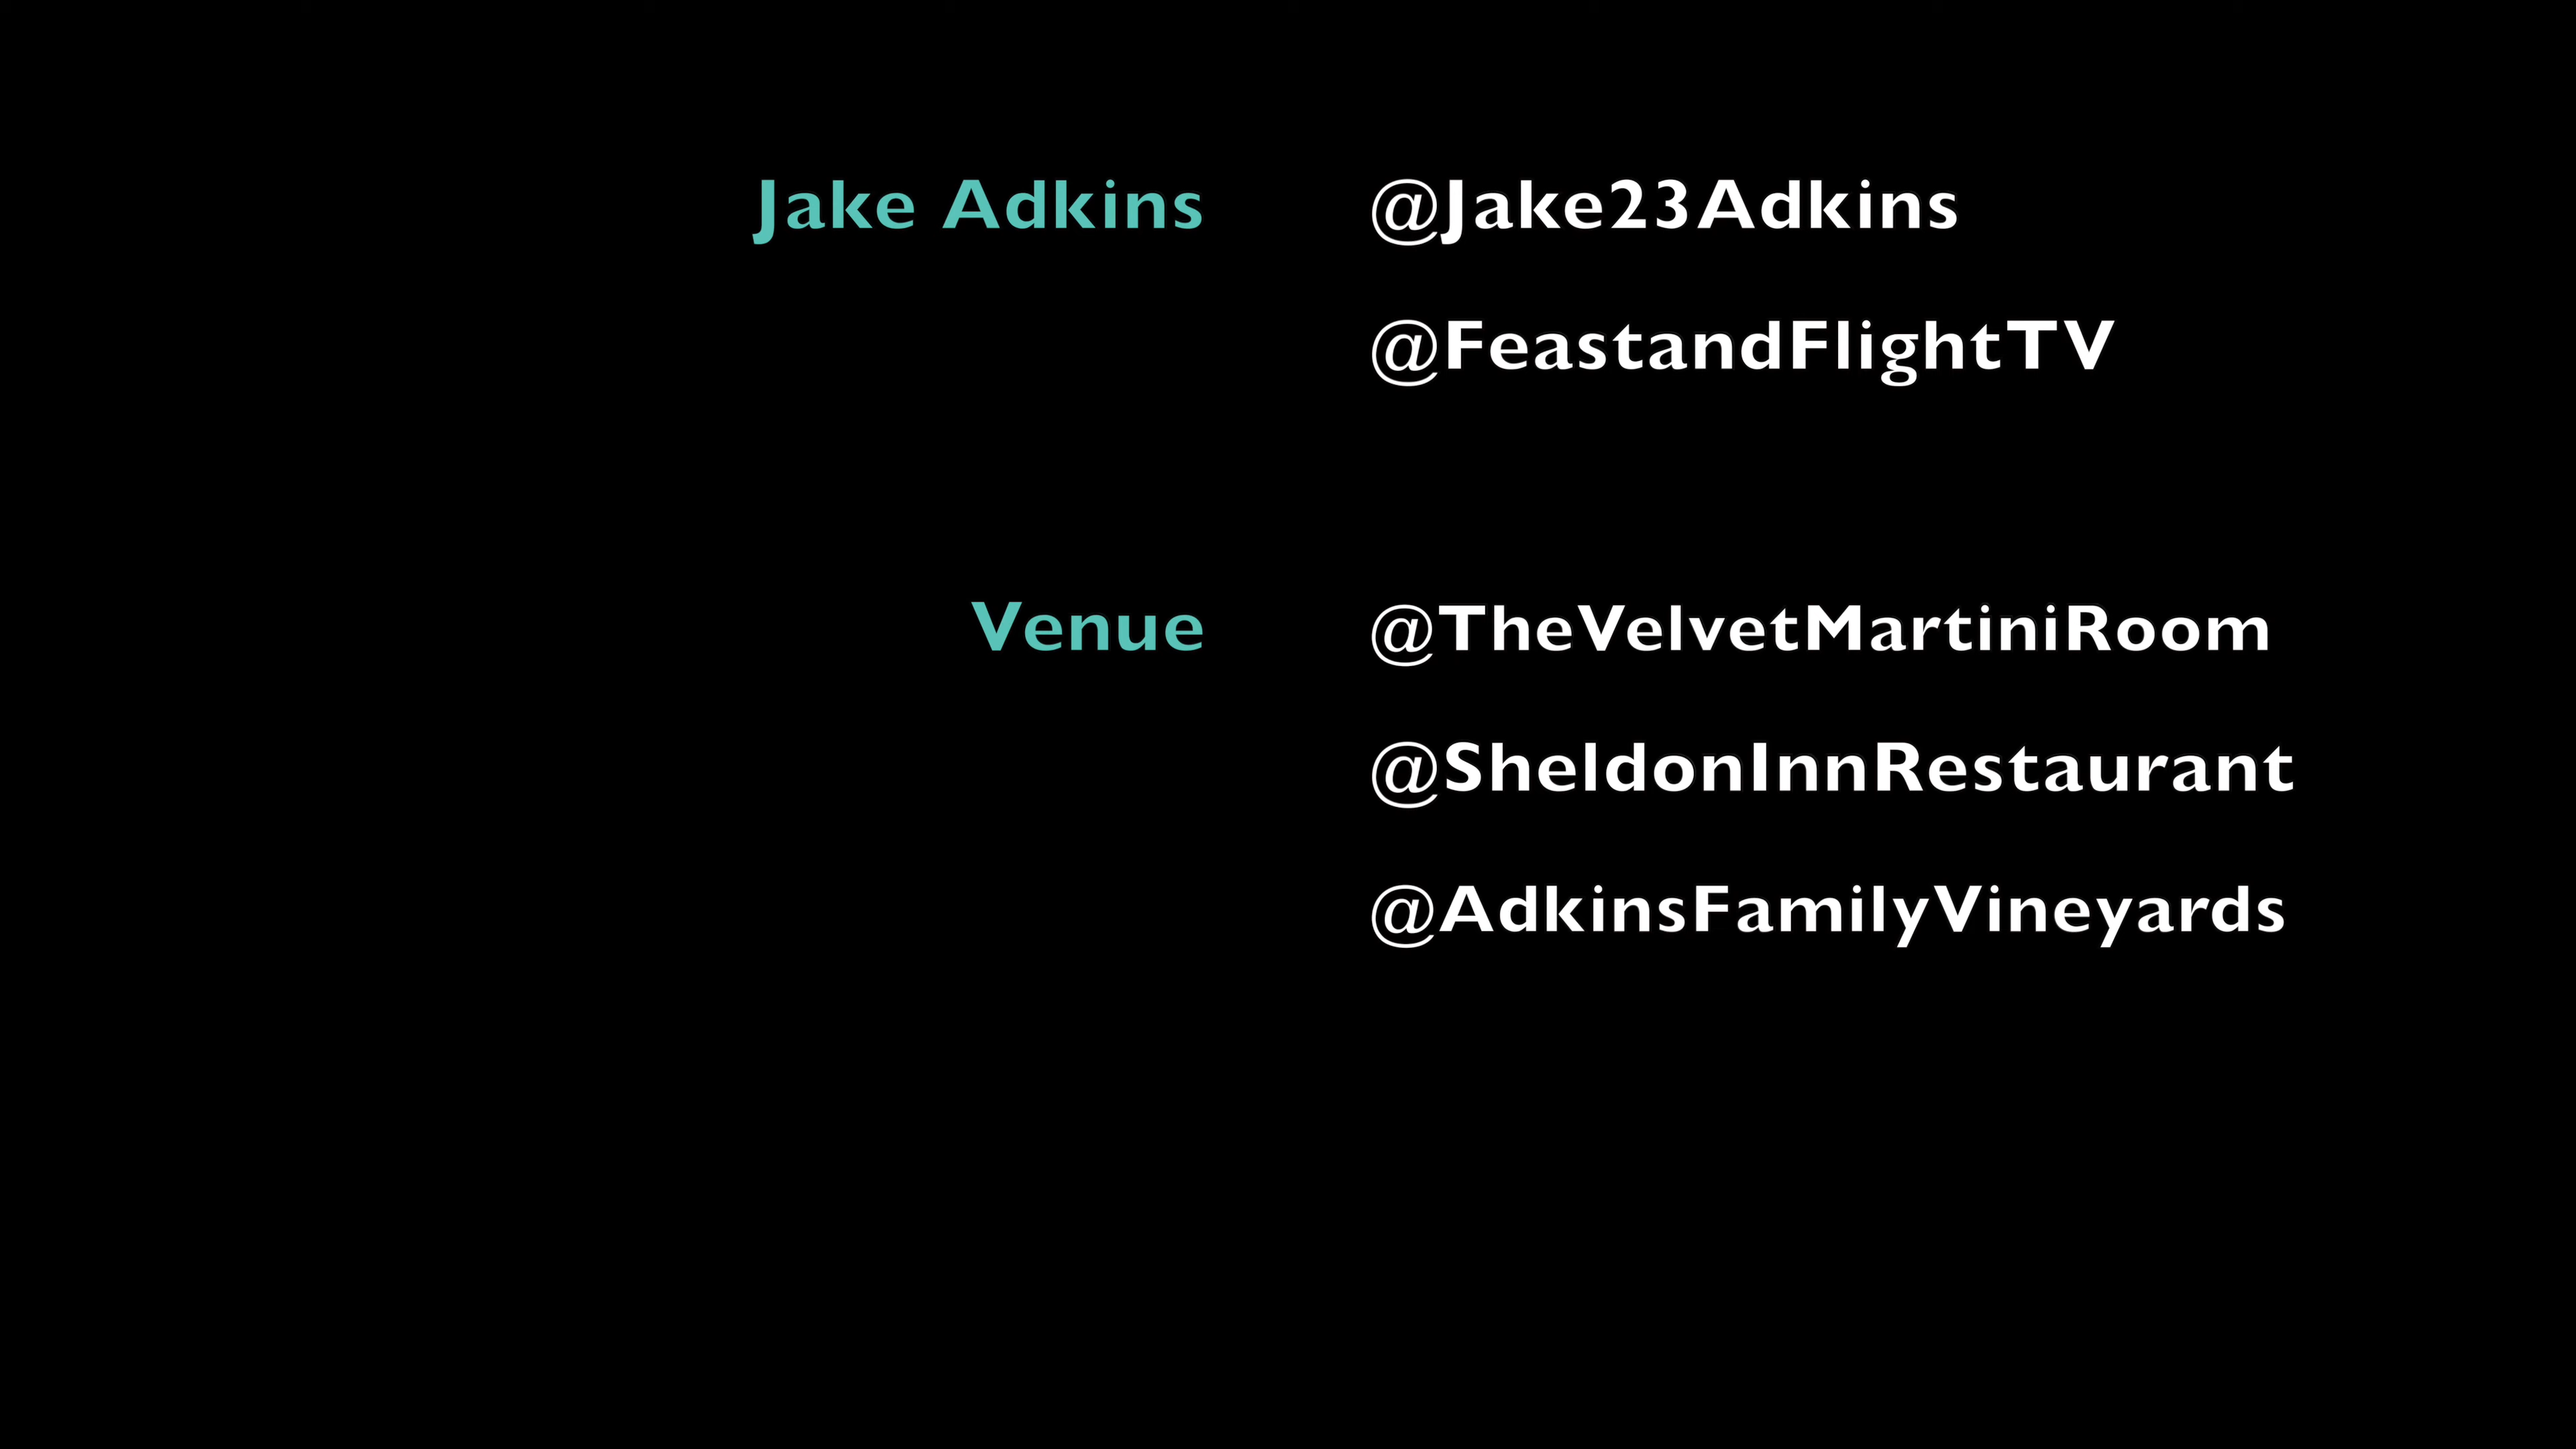 Jake Adkins @Jake23Adkins
@FeastandFlightTV
Venue @TheVelvetMartiniRoom
@SheldonInnRestaurant
@AdkinsFamilyVineyards